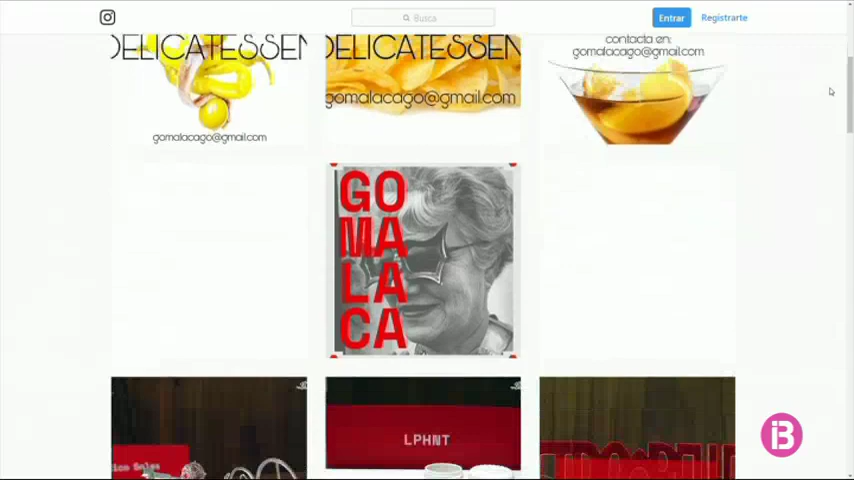 Busca
Entrar
Registrarte
DELICATESSEN
DELICATESSEN
contacta en:
gomalacago@gmail.com
gomalacago@gmail.com
gomalacago@gmail.com
GO
MA
LA
CA
LPHNT